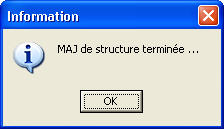 Information
MAJ de structure terminée ...
OK